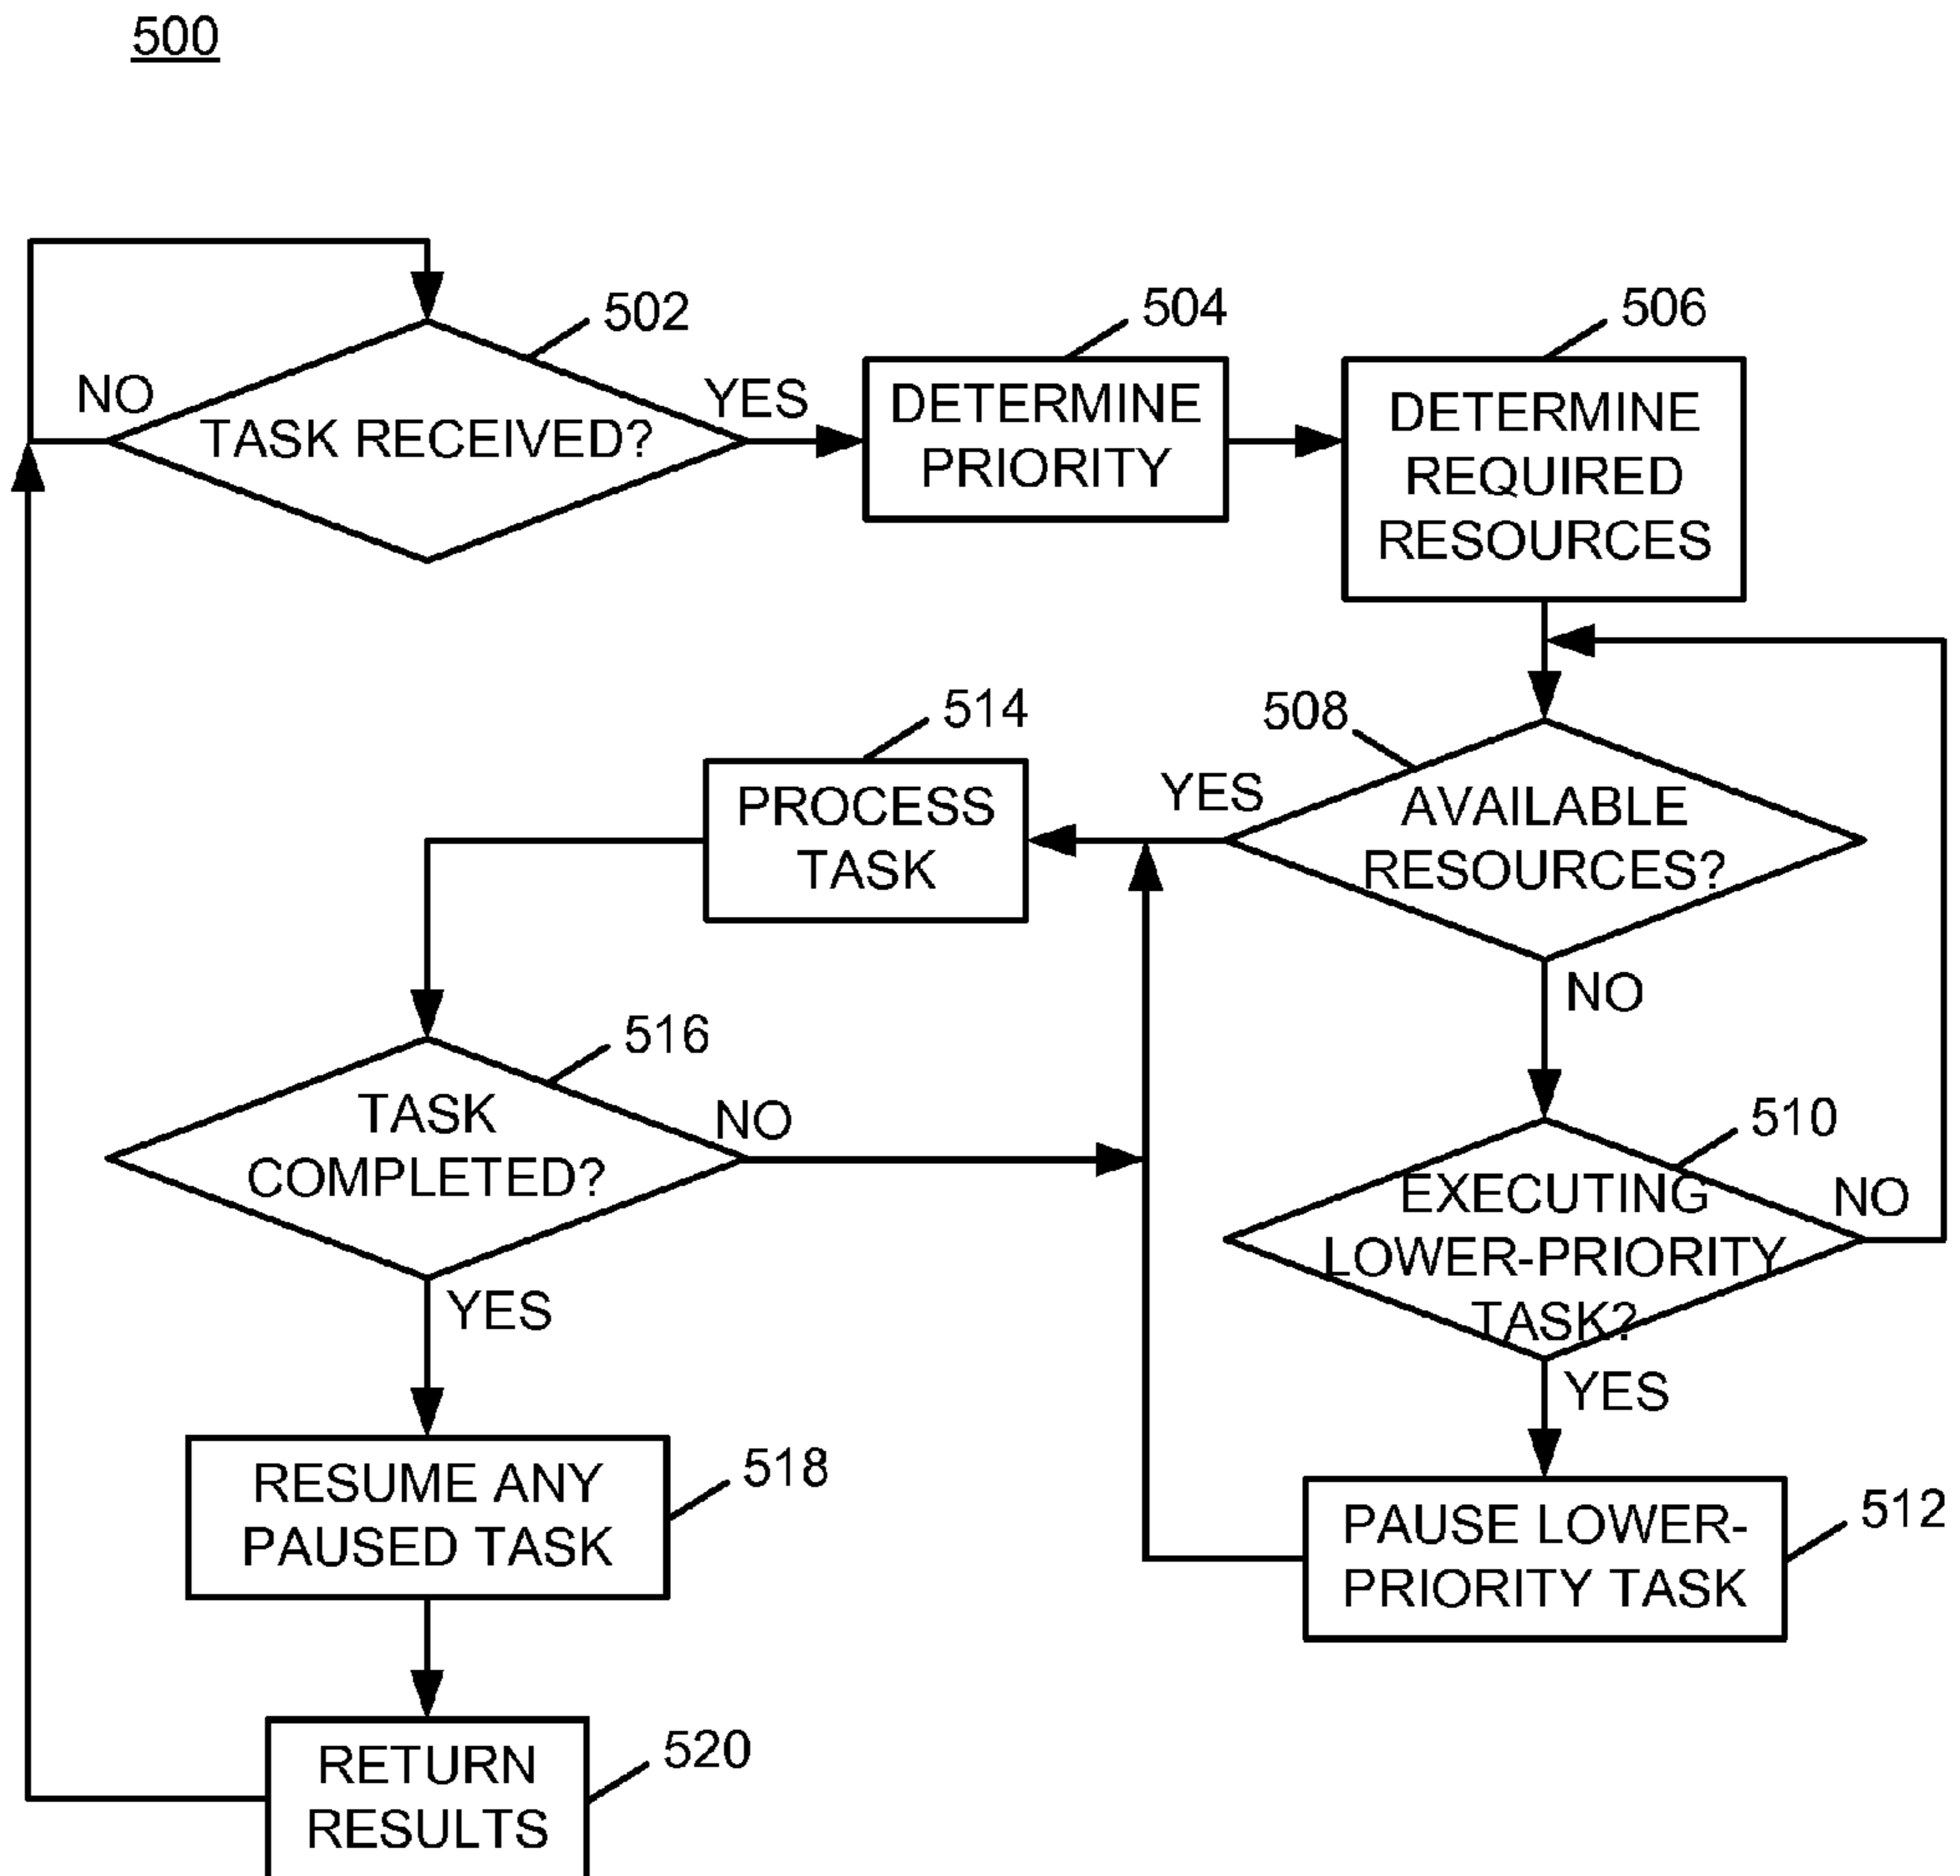 500
502
NO
TASK RECEIVED?
YES
504
DETERMINE
PRIORITY
506
DETERMINE
REQUIRED
RESOURCES
508
AVAILABLE
RESOURCES?
YES
NO
514
PROCESS
TASK
510
EXECUTING
LOWER-PRIORITY
TASK?
NO
YES
512
PAUSE LOWER-
PRIORITY TASK
516
TASK
COMPLETED?
NO
YES
518
RESUME ANY
PAUSED TASK
520
RETURN
RESULTS